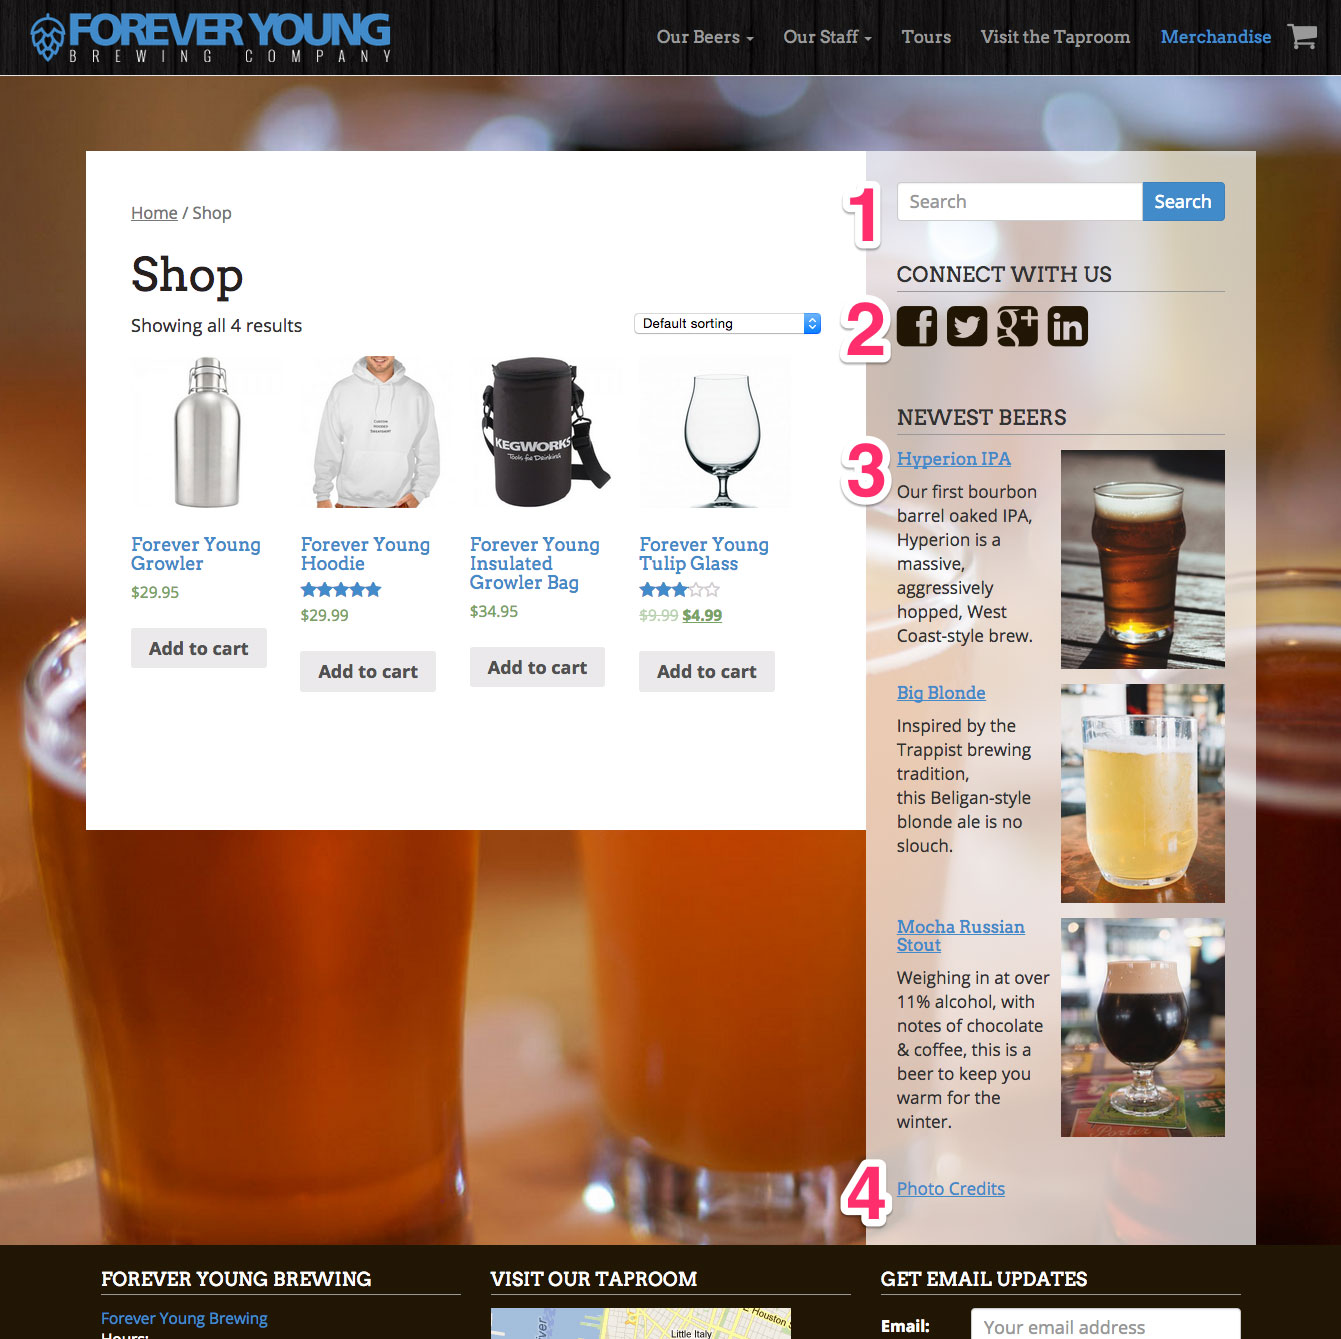 FOREVER YOUNG
BREWING COMPANY
Our Beers
Our Staff
Tours
Visit the Taproom
Merchandise
Home / Shop
Shop
Showing all 4 results
Default sorting
CUSTOM
HOODED
SWEATSHIRT
KEGWORKS
Tools for Drinking
Forever Young
Growler
$29.95
Add to cart
Forever Young
Hoodie
$29.99
Add to cart
Forever Young
Insulated
Growler Bag
$34.95
Add to cart
Forever Young
Tulip Glass
$9.99 $4.99
Add to cart
1
Search
Search
CONNECT WITH US
2
f
g+
in
NEWEST BEERS
3
Hyperion IPA
Our first bourbon
barrel oaked IPA,
Hyperion is a
massive,
aggressively
hopped, West
Coast-style brew.
Big Blonde
Inspired by the
Trappist brewing
tradition,
this Beligan-style
blonde ale is no
slouch.
Mocha Russian
Stout
Weighing in at over
11% alcohol, with
notes of chocolate
& coffee, this is a
beer to keep you
warm for the
winter.
Porter
4
Photo Credits
FOREVER YOUNG BREWING
Forever Young Brewing
Hours:
VISIT OUR TAPROOM
E Houston S
Little Italy
iver
GET EMAIL UPDATES
Email:
Your email address